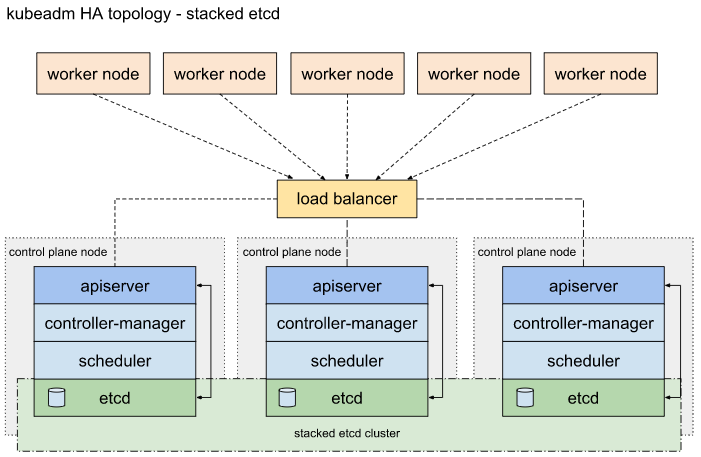 kubeadm HA topology - stacked etcd
worker node
worker node
worker node
worker node
worker node
load balancer
control plane node
control plane node
control plane node
apiserver
apiserver
apiserver
controller-manager
controller-manager
controller-manager
scheduler
scheduler
scheduler
etcd
etcd
etcd
stacked etcd cluster